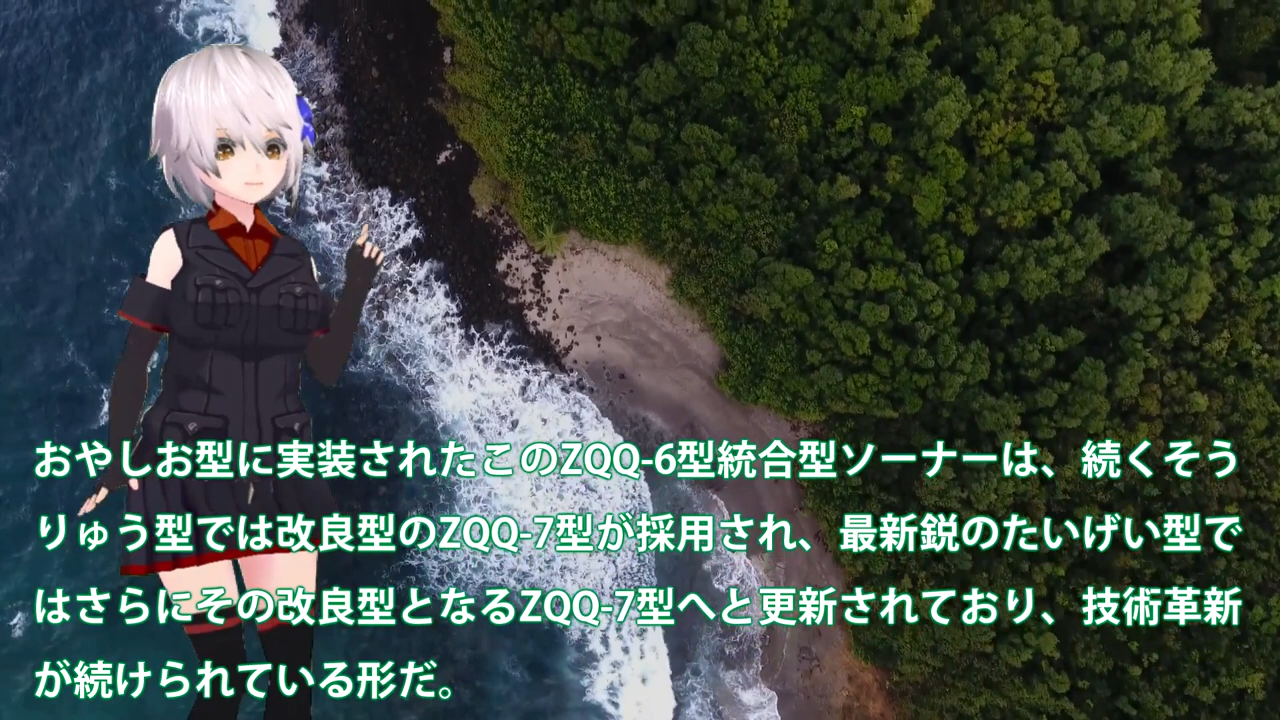 おやしお型に実装されたこのZQQ-6型統合型ソーナーは、続くそう
りゅう型では改良型のZQQ-7型が採用され、最新鋭のたいげい型で
はさらにその改良型となるZQQ-7型へと更新されており、技術革新
が続けられている形だ。